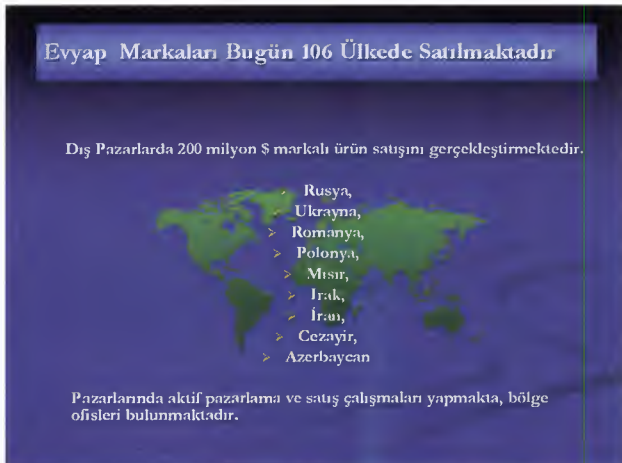 Evyap Markaları Bugün 106 Ülkede Satılmaktadır
Dış Pazarlarda 200 milyon $ markalı ürün satışını gerçekleştirmektedir.
➢ Rusya,
➢ Ukrayna,
➢ Romanya,
➢ Polonya,
➢ Mısır,
➢ Irak,
➢ İran,
➢ Cezayir,
➢ Azerbaycan
Pazarlarında aktif pazarlama ve satış çalışmaları yapmakta, bölge
ofisleri bulunmaktadır.